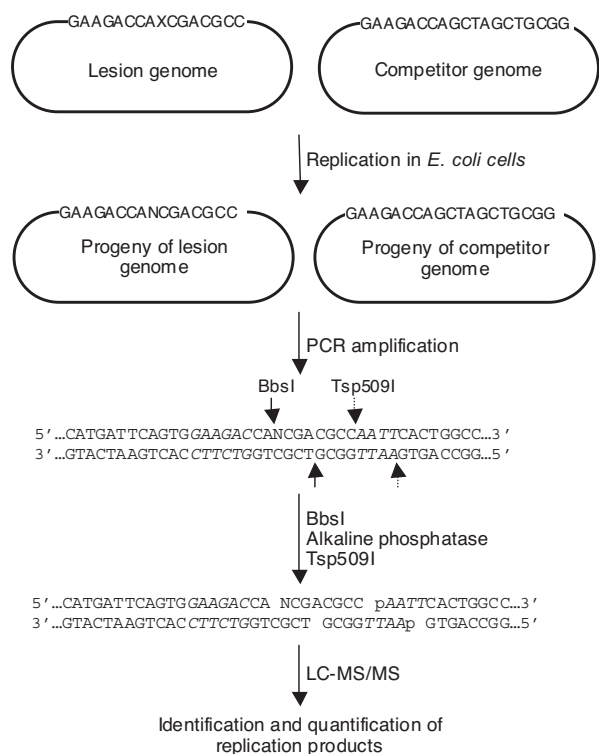 GAAGACCAXCGACGCC
GAAGACCAGCTAGCTGCGG
Lesion genome
Competitor genome
Replication in E. coli cells
GAAGACCANCGACGCC
GAAGACCAGCTAGCTGCGG
Progeny of lesion
genome
Progeny of competitor
genome
PCR amplification
BbsI
Tsp509I
5’…CATGATTCAGTGGAAGACCANCGACGCCAATTCACTGGCC…3’
3’…GTACTAAGTCACCTTCTGGTCGCTGCGGTTAAGTGACCGG…5’
BbsI
Alkaline phosphatase
Tsp509I
5’…CATGATTCAGTGGAAGACCA NCGACGCC pAATTCACTGGCC…3’
3’…GTACTAAGTCACCTTCTGGTCGCT GCGGTTAAp GTGACCGG…5’
LC-MS/MS
Identification and quantification of
replication products